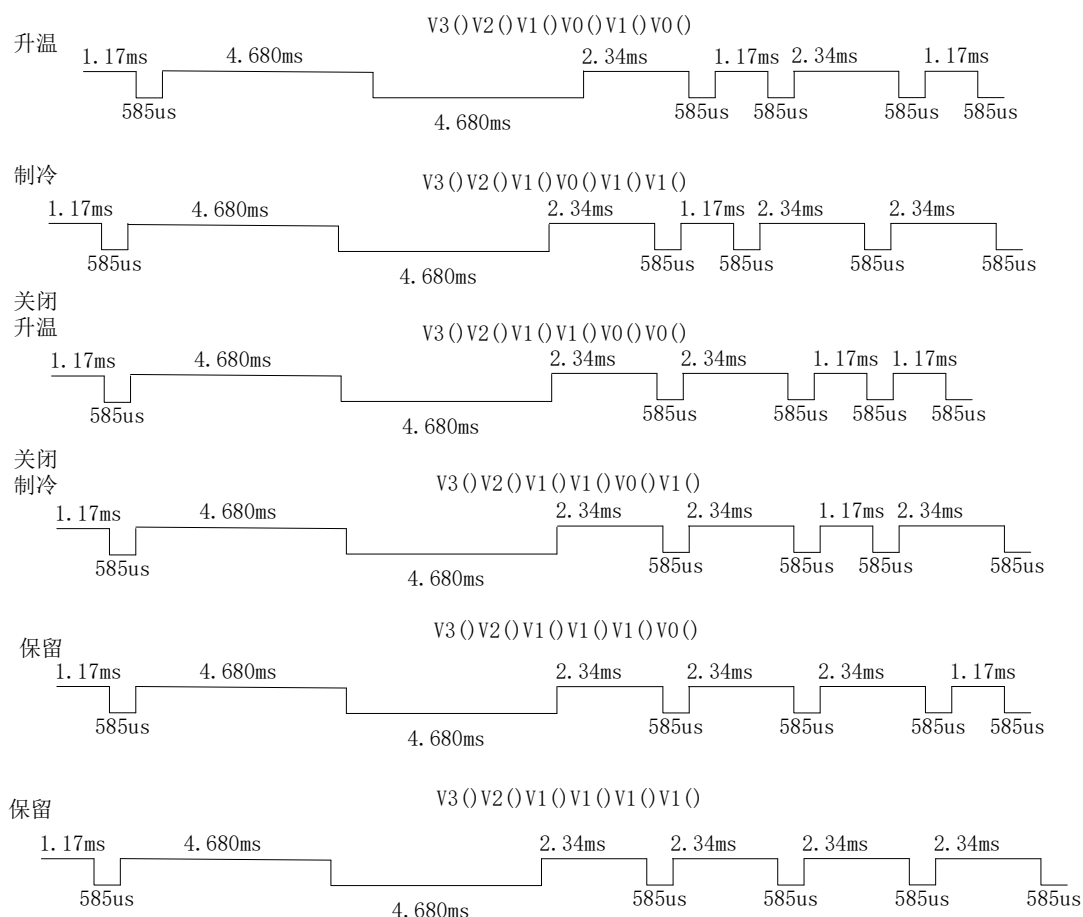 V3()V2()V1()V0()V1()V0()
升温
1.17ms 4.680ms 2.34ms 1.17ms 2.34ms 1.17ms
585us 4.680ms 585us 585us 585us 585us
制冷
V3()V2()V1()V0()V1()V1()
1.17ms 4.680ms 2.34ms 1.17ms 2.34ms 2.34ms
585us 4.680ms 585us 585us 585us 585us
关闭
升温
V3()V2()V1()V1()V0()V0()
1.17ms 4.680ms 2.34ms 2.34ms 1.17ms 1.17ms
585us 4.680ms 585us 585us 585us 585us
关闭
制冷
V3()V2()V1()V1()V0()V1()
1.17ms 4.680ms 2.34ms 2.34ms 1.17ms 2.34ms
585us 4.680ms 585us 585us 585us 585us
V3()V2()V1()V1()V1()V0()
保留
1.17ms 4.680ms 2.34ms 2.34ms 2.34ms 1.17ms
585us 4.680ms 585us 585us 585us 585us
V3()V2()V1()V1()V1()V1()
保留
1.17ms 4.680ms 2.34ms 2.34ms 2.34ms 2.34ms
585us 4.680ms 585us 585us 585us 585us